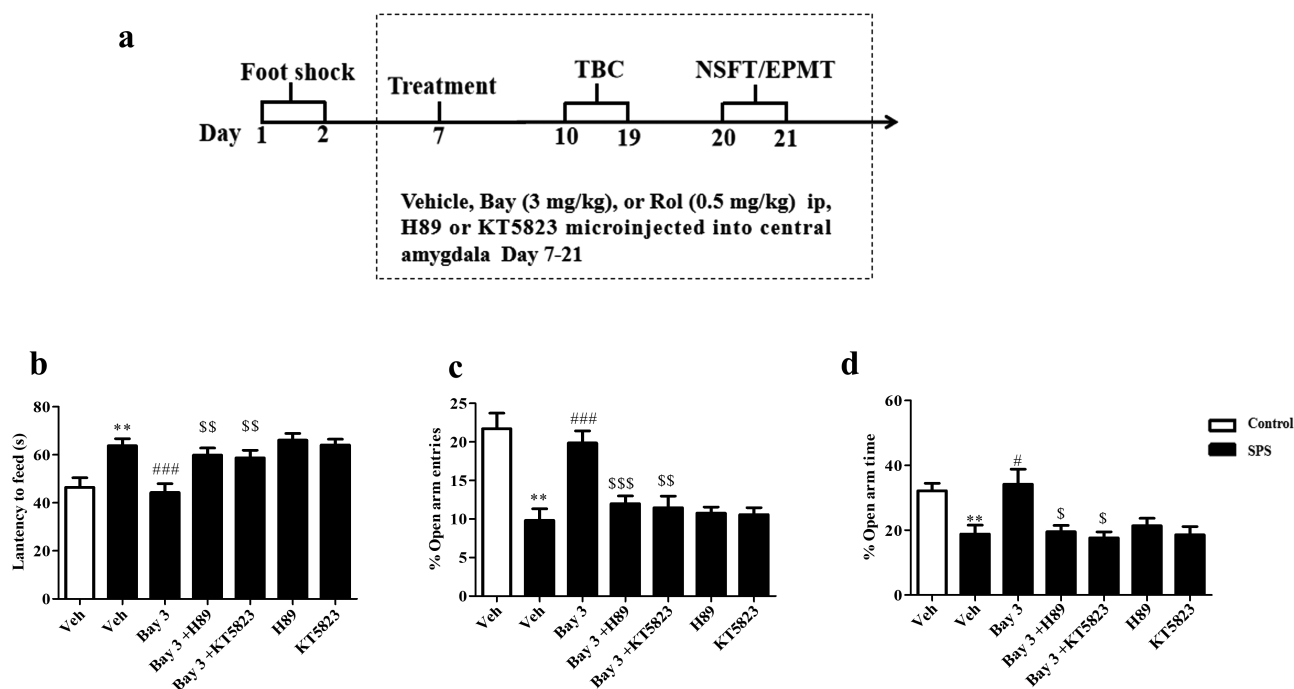 a
Foot shock
Treatment
TBC
NSFT/EPMT
Day 1 2 7 10 19 20 21
Vehicle, Bay (3 mg/kg), or Rol (0.5 mg/kg) ip,
H89 or KT5823 microinjected into central
amygdala Day 7-21
b
Lantency to feed (s)
80
60
40
20
0
**
###
$$
$$
Veh
Veh
Bay 3
Bay 3 +H89
Bay 3 +KT5823
H89
KT5823
c
% Open arm entries
25
20
15
10
5
0
**
###
$$$
$$
Veh
Veh
Bay 3
Bay 3 +H89
Bay 3 +KT5823
H89
KT5823
d
% Open arm time
60
40
20
0
**
#
$
$
Veh
Veh
Bay 3
Bay 3 +H89
Bay 3 +KT5823
H89
KT5823
Control
SPS